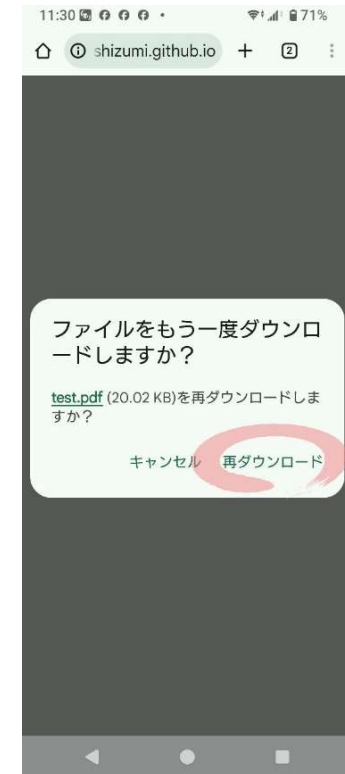 11:30 71%
shizumi.github.io 2
ファイルをもう一度ダウンロ
ードしますか？
test.pdf (20.02 KB)を再ダウンロードしま
すか？
キャンセル 再ダウンロード